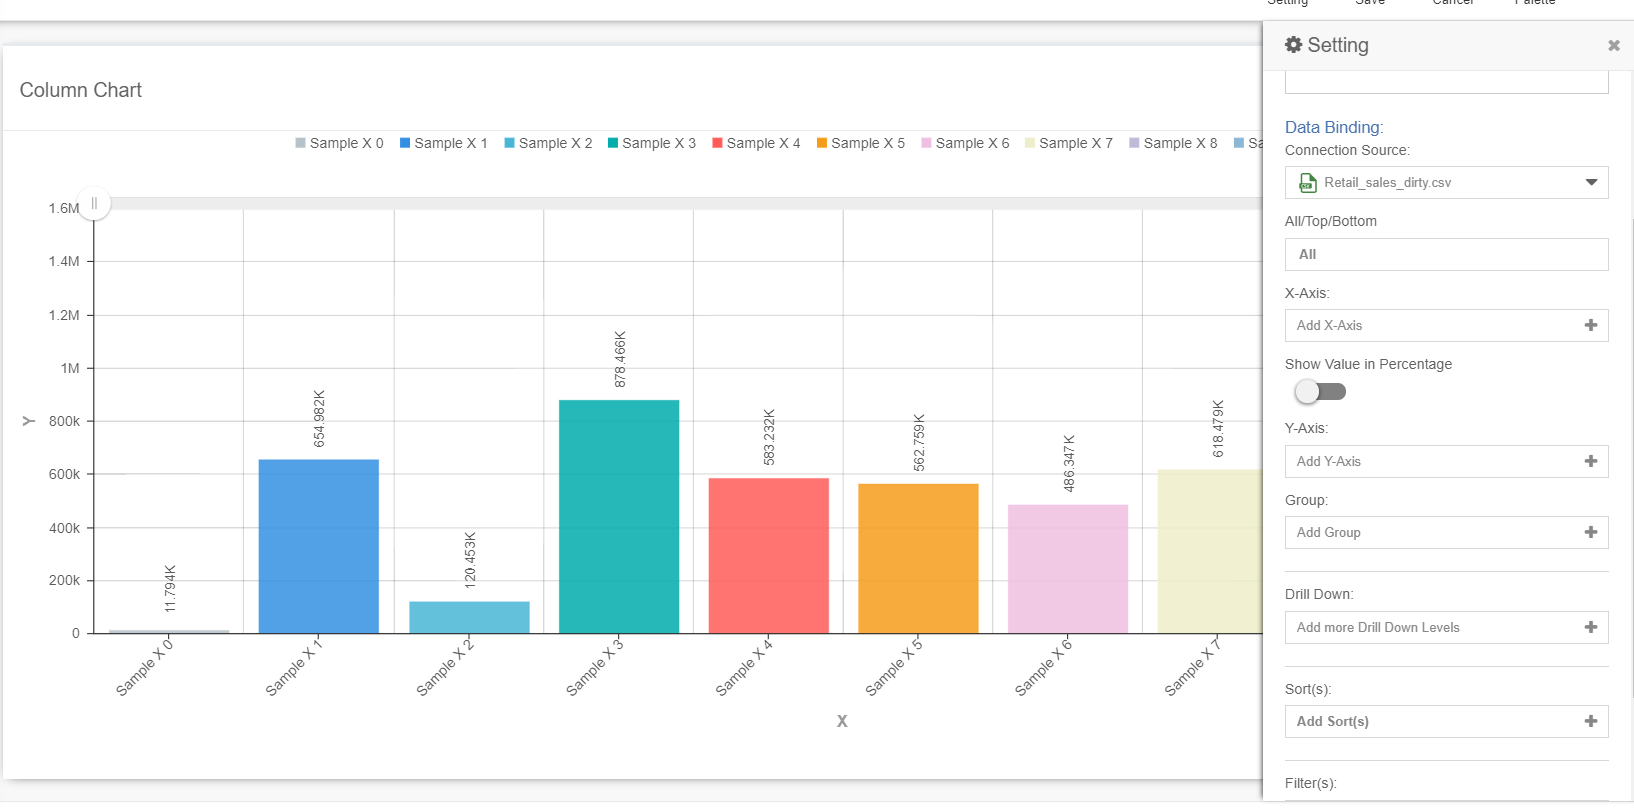 Setting Save Cancel Palette
Setting
Column Chart
Sample X 0 Sample X 1 Sample X 2 Sample X 3 Sample X 4 Sample X 5 Sample X 6 Sample X 7 Sample X 8 Sa
1.6M
1.4M
1.2M
1M
800k
600k
400k
200k
0
Y
11.794K
654.982K
120.453K
878.466K
583.232K
562.759K
486.347K
618.479K
Sample X 0
Sample X 1
Sample X 2
Sample X 3
Sample X 4
Sample X 5
Sample X 6
Sample X 7
X
Data Binding:
Connection Source:
CSV Retail_sales_dirty.csv
All/Top/Bottom
All
X-Axis:
Add X-Axis
Show Value in Percentage
Y-Axis:
Add Y-Axis
Group:
Add Group
Drill Down:
Add more Drill Down Levels
Sort(s):
Add Sort(s)
Filter(s):